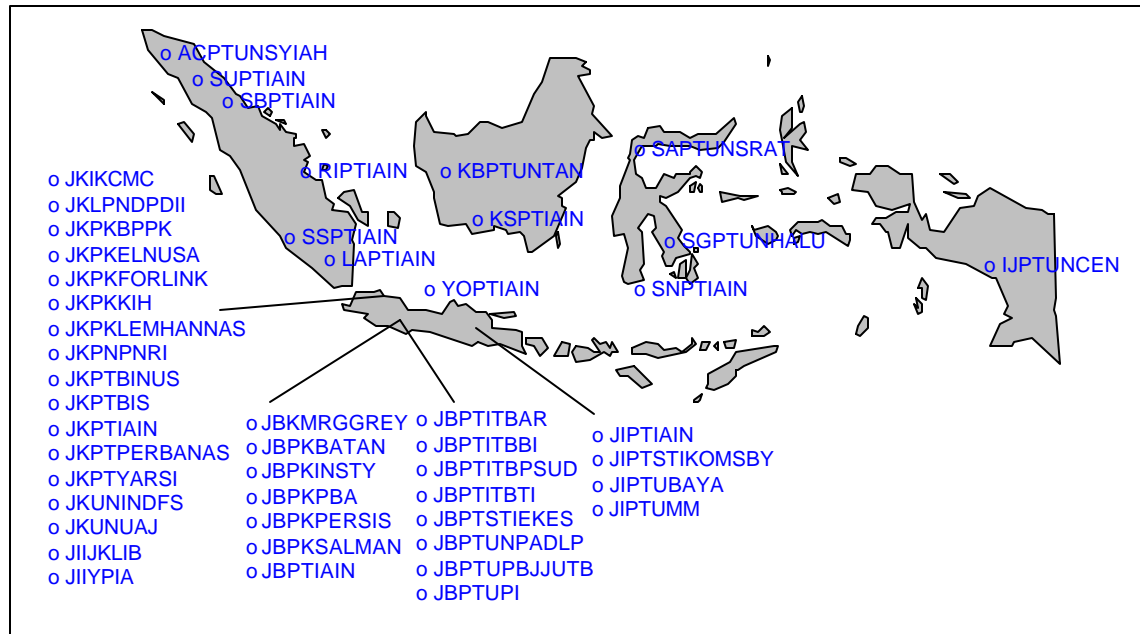 o ACPTUNSYIAH
o SUPTIAIN
o SBPTIAIN
o RIPTIAIN
o KBPTUNTAN
o SAPTUNSRAT
o KSPTIAIN
o SSPTIAIN
o LAPTIAIN
o SGPTUNHALU
o IJPTUNCEN
o YOPTIAIN
o SNPTIAIN
o JKIKCMC
o JKLPNDPDII
o JKPKBPPK
o JKPKELNUSA
o JKPKFORLINK
o JKPKKIH
o JKPKLEMHANNAS
o JKPNPNRI
o JKPTBINUS
o JKPTBIS
o JKPTIAIN
o JKPTPERBANAS
o JKPTYARSI
o JKUNINDFS
o JKUNUAJ
o JIIJKLIB
o JIIYPIA
o JBKMRGGREY
o JBPKBATAN
o JBPKINSTY
o JBPKPBA
o JBPKPERSIS
o JBPKSALMAN
o JBPTIAIN
o JBPTITBAR
o JBPTITBBI
o JBPTITBPSUD
o JBPTITBTI
o JBPTSTIEKES
o JBPTUNPADLP
o JBPTUPBJJUTB
o JBPTUPI
o JIPTIAIN
o JIPTSTIKOMSBY
o JIPTUBAYA
o JIPTUMM